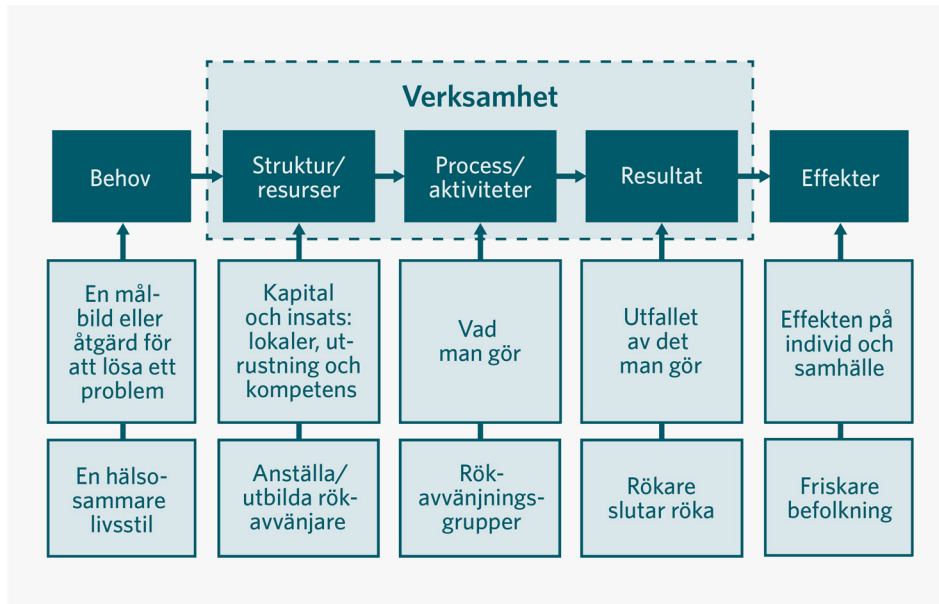 Verksamhet
Behov
Struktur/
resurser
Process/
aktiviteter
Resultat
Effekter
En mål-
bild eller
åtgärd för
att lösa ett
problem
Kapital
och insats:
lokaler, ut-
rustning och
kompetens
Vad
man gör
Utfallet
av det
man gör
Effekten på
individ och
samhälle
En hälso-
sammare
livsstil
Anställa/
utbilda rök-
avvänjare
Rök-
avvänjnings-
grupper
Rökare
slutar röka
Friskare
befolkning